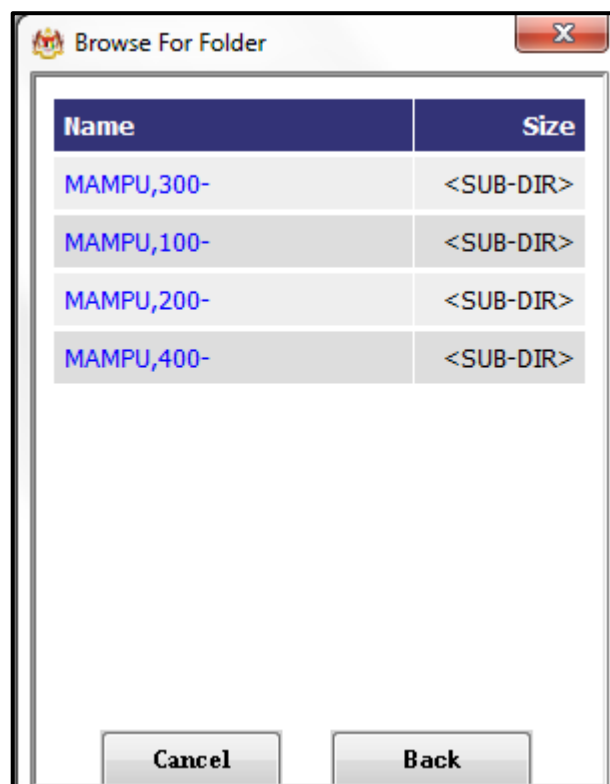 Browse For Folder
Name Size
MAMPU,300- <SUB-DIR>
MAMPU,100- <SUB-DIR>
MAMPU,200- <SUB-DIR>
MAMPU,400- <SUB-DIR>
Cancel Back